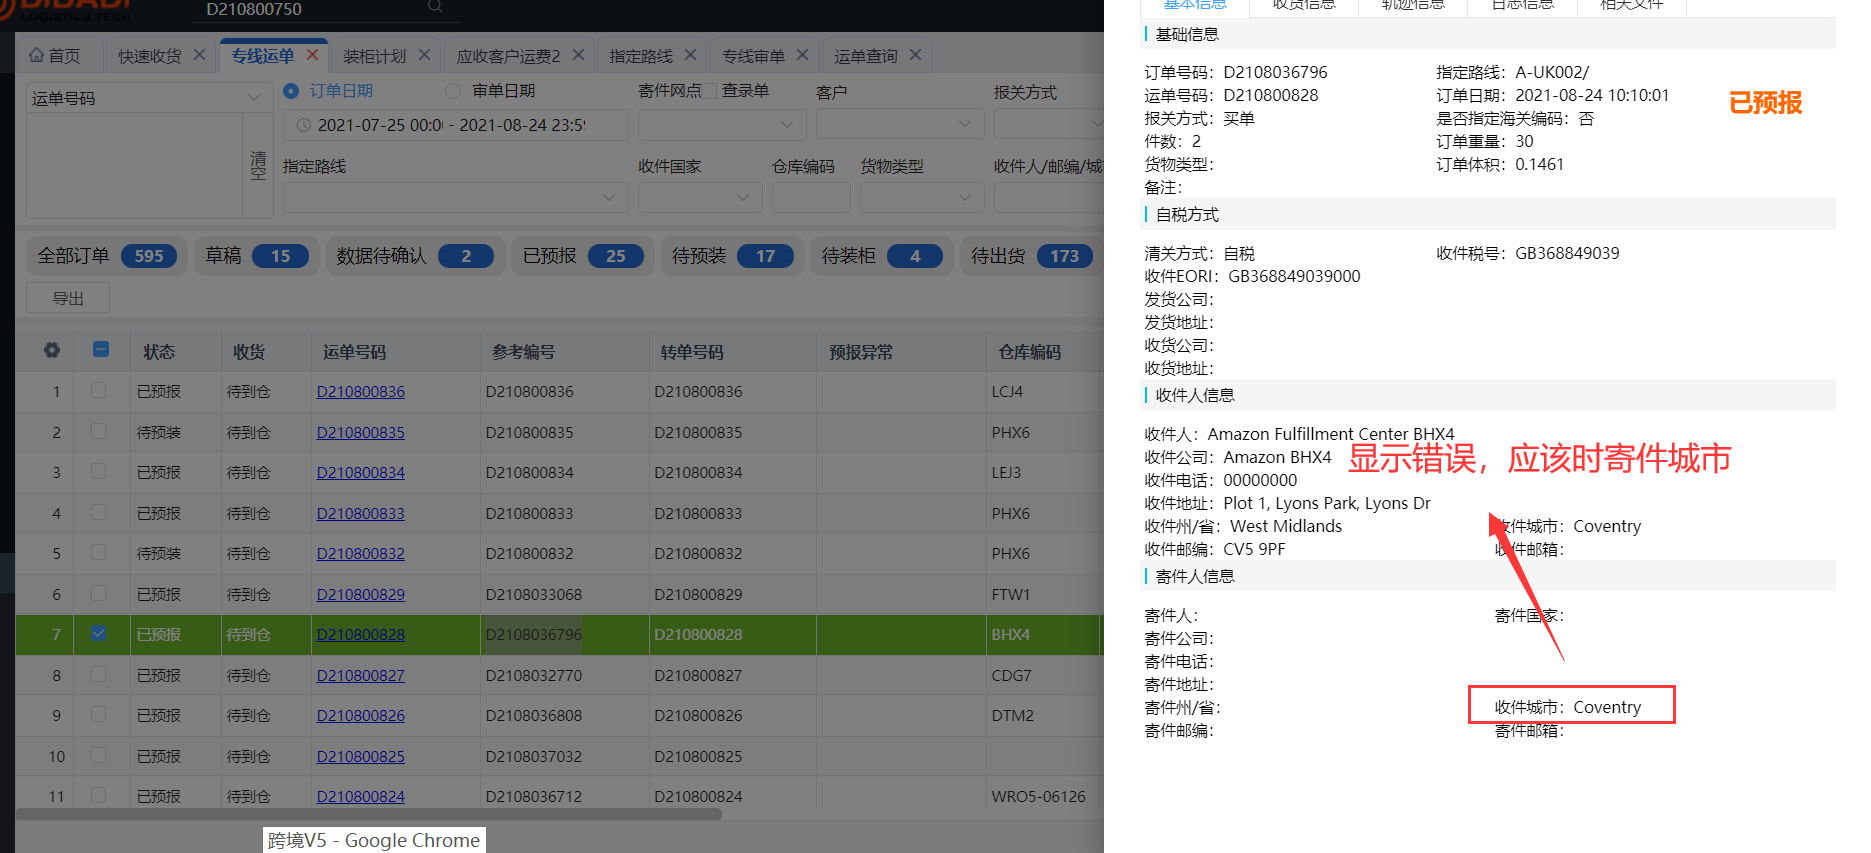 DIDADI
LOGISTICS TECH
D210800750
首页
快速收货
专线运单
装柜计划
应收客户运费2
指定路线
专线审单
运单查询
运单号码
清空
订单日期
审单日期
寄件网点
查录单
客户
报关方式
2021-07-25 00:0
- 2021-08-24 23:5
指定路线
收件国家
仓库编码
货物类型
收件人/邮编/城
全部订单 595
草稿 15
数据待确认 2
已预报 25
待预装 17
待装柜 4
待出货 173
导出
状态 收货 运单号码 参考编号 转单号码 预报异常 仓库编码
1 已预报 待到仓 D210800836 D210800836 D210800836 LCJ4
2 待预装 待到仓 D210800835 D210800835 D210800835 PHX6
3 已预报 待到仓 D210800834 D210800834 D210800834 LEJ3
4 已预报 待到仓 D210800833 D210800833 D210800833 PHX6
5 待预装 待到仓 D210800832 D210800832 D210800832 PHX6
6 已预报 待到仓 D210800829 D2108033068 D210800829 FTW1
7 已预报 待到仓 D210800828 D2108036796 D210800828 BHX4
8 已预报 待到仓 D210800827 D2108032770 D210800827 CDG7
9 已预报 待到仓 D210800826 D2108036808 D210800826 DTM2
10 已预报 待到仓 D210800825 D2108037032 D210800825
11 已预报 待到仓 D210800824 D2108036712 D210800824 WRO5-06126
跨境V5 - Google Chrome
基本信息
收货信息
轨迹信息
日志信息
相关文件
基础信息
订单号码：D2108036796
指定路线：A-UK002/
运单号码：D210800828
订单日期：2021-08-24 10:10:01
报关方式：买单
是否指定海关编码：否
件数：2
订单重量：30
货物类型：
订单体积：0.1461
备注：
已预报
自税方式
清关方式：自税
收件税号：GB368849039
收件EORI：GB368849039000
发货公司：
发货地址：
收货公司：
收货地址：
收件人信息
收件人：Amazon Fulfillment Center BHX4
收件公司：Amazon BHX4
显示错误，应该时寄件城市
收件电话：00000000
收件地址：Plot 1, Lyons Park, Lyons Dr
收件州/省：West Midlands
收件城市：Coventry
收件邮编：CV5 9PF
收件邮箱：
寄件人信息
寄件人：
寄件国家：
寄件公司：
寄件电话：
寄件地址：
寄件州/省：
收件城市：Coventry
寄件邮编：
寄件邮箱：